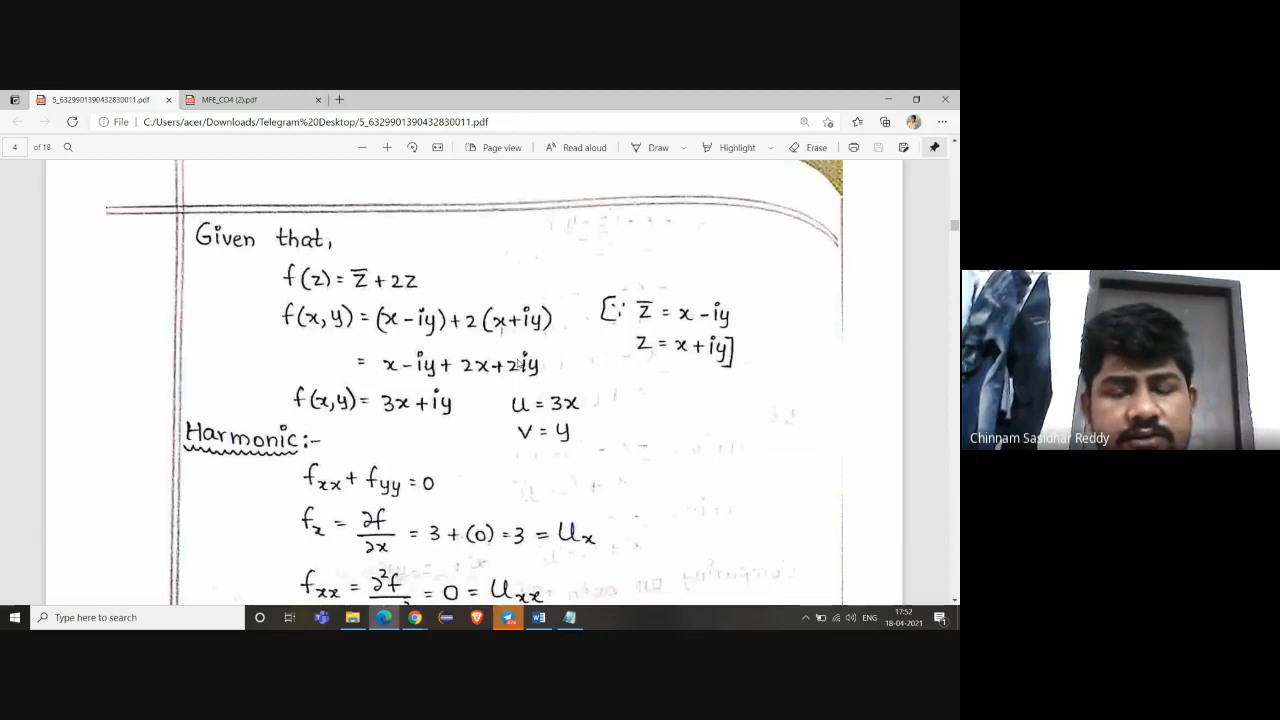 5_6329901390432830011.pdf
MFE_CO4 (2).pdf
File
C:/Users/acer/Downloads/Telegram%20Desktop/5_6329901390432830011.pdf
4 of 18
Page view
Read aloud
Draw
Highlight
Erase
Given that,
f(z) = z̅ + 2z
f(x, y) = (x - iy) + 2 (x + iy) [∵ z̅ = x - iy
= x - iy + 2x + 2iy z = x + iy]
f(x,y) = 3x + iy u = 3x
v = y
Harmonic:-
fxx + fyy = 0
fx = ∂f/∂x = 3 + (0) = 3 = Ux
fxx = ∂²f = 0 = Uxx
Chinnam Sasidhar Reddy
Type here to search
ENG
17:52
18-04-2021